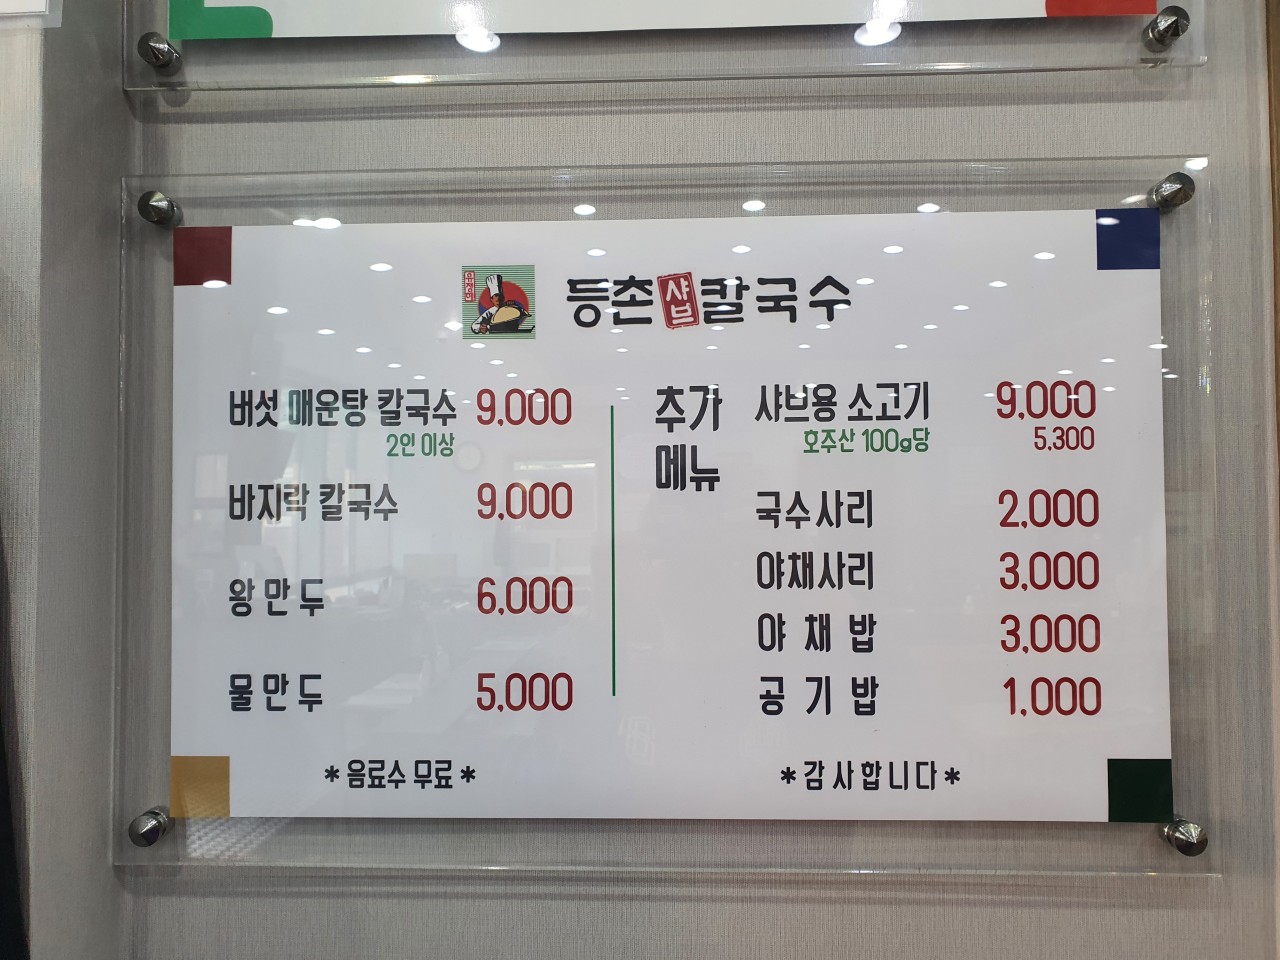 유정이
등촌 샤브 칼국수
버섯 매운탕 칼국수 9,000
2인 이상
바지락 칼국수 9,000
왕만두 6,000
물만두 5,000
*음료수 무료*
추가
메뉴
샤브용 소고기 9,000
호주산 100g당 5,300
국수사리 2,000
야채사리 3,000
야채밥 3,000
공기밥 1,000
*감사합니다*